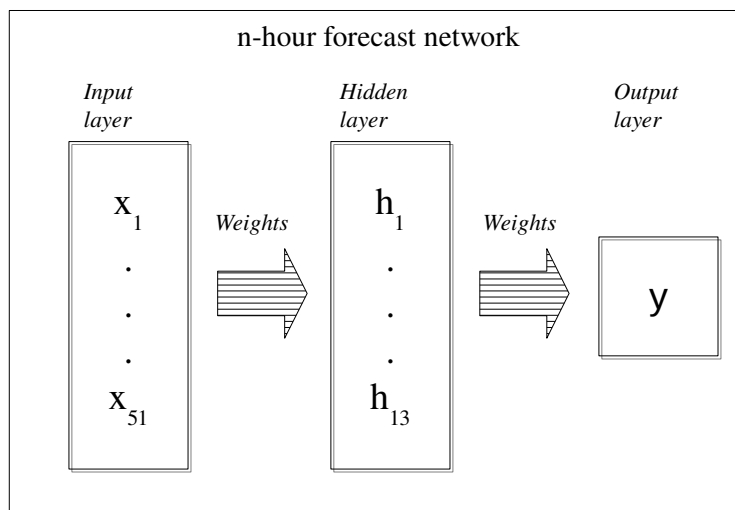 n-hour forecast network
Input
layer
Hidden
layer
Output
layer
x1
.
.
.
x51
Weights
h1
.
.
.
h13
Weights
y